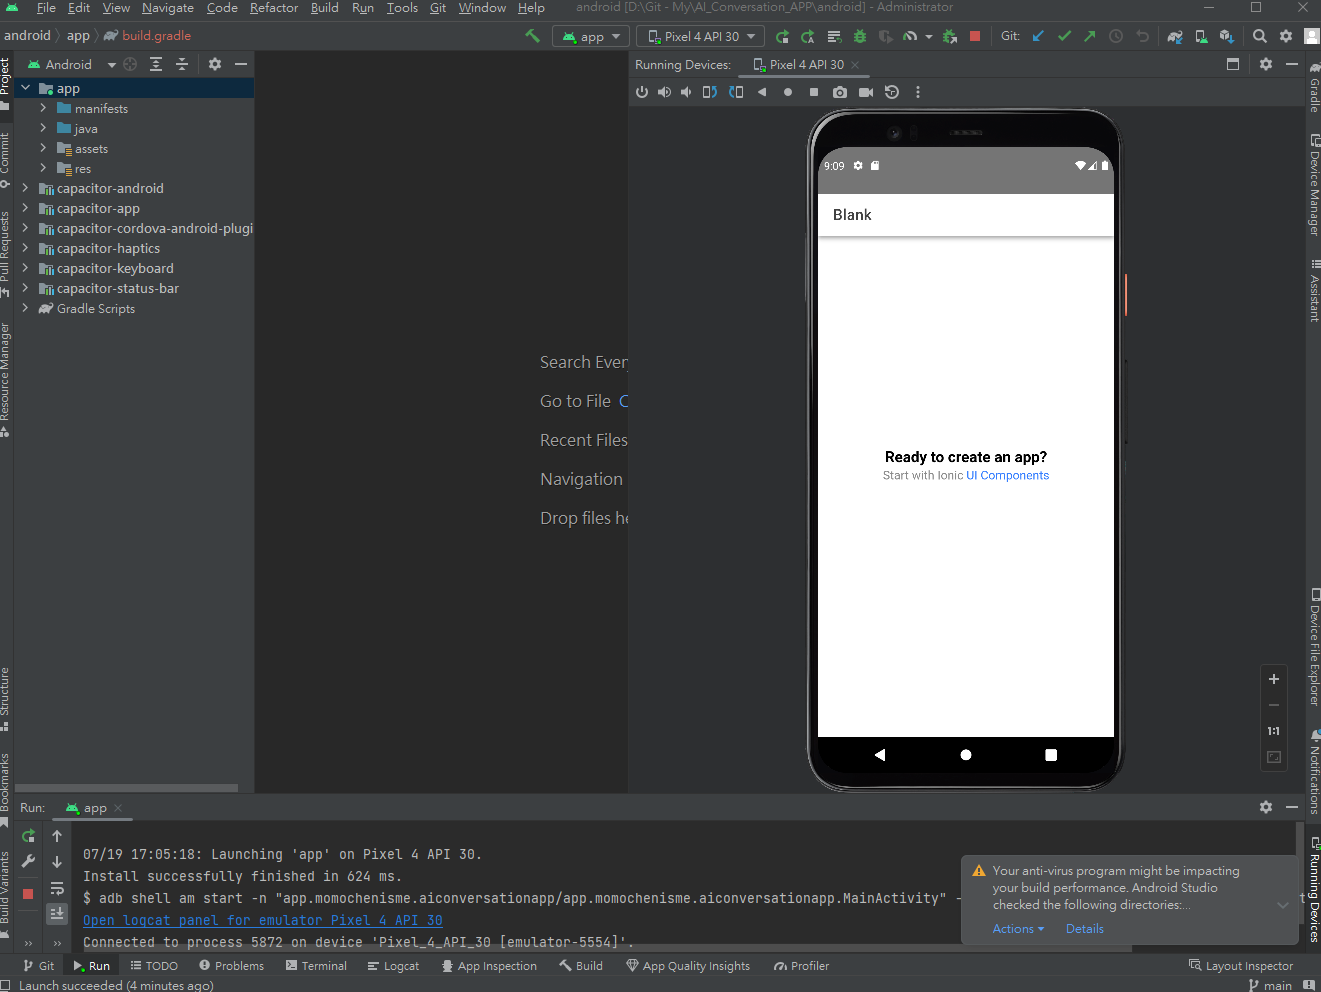 File Edit View Navigate Code Refactor Build Run Tools Git Window Help android [D:\Git - My\AI_Conversation_APP\android] - Administrator
android app build.gradle app Pixel 4 API 30 Git:
Android
Running Devices: Pixel 4 API 30
app
manifests
java
assets
res
capacitor-android
capacitor-app
capacitor-cordova-android-plugi
capacitor-haptics
capacitor-keyboard
capacitor-status-bar
Gradle Scripts
Project
Commit
Pull Requests
Resource Manager
Structure
Bookmarks
Build Variants
Search Every
Go to File C
Recent Files
Navigation
Drop files he
9:09
Blank
Ready to create an app?
Start with Ionic UI Components
1:1
Gradle
Device Manager
Assistant
Device File Explorer
Notifications
Running Devices
Run: app
07/19 17:05:18: Launching 'app' on Pixel 4 API 30.
Install successfully finished in 624 ms.
$ adb shell am start -n "app.momochenisme.aiconversationapp/app.momochenisme.aiconversationapp.MainActivity" -
Open logcat panel for emulator Pixel 4 API 30
Connected to process 5872 on device 'Pixel_4_API_30 [emulator-5554]'.
Your anti-virus program might be impacting
your build performance. Android Studio
checked the following directories:...
Actions Details
Git Run TODO Problems Terminal Logcat App Inspection Build App Quality Insights Profiler Layout Inspector
Launch succeeded (4 minutes ago) main